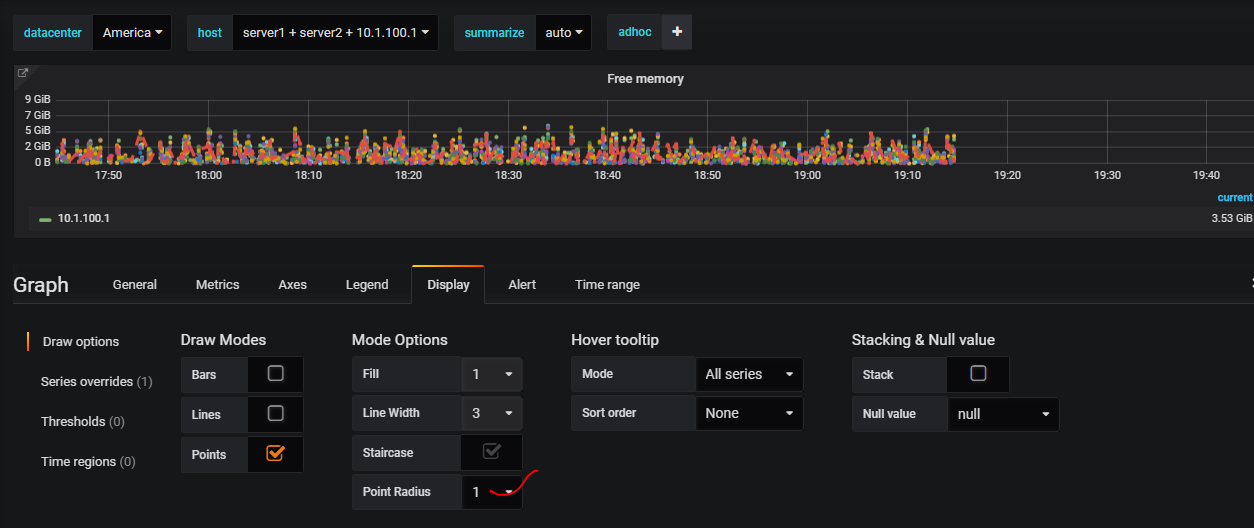 datacenter America host server1 + server2 + 10.1.100.1 summarize auto adhoc +
Free memory
9 GiB
7 GiB
5 GiB
2 GiB
0 B
17:50 18:00 18:10 18:20 18:30 18:40 18:50 19:00 19:10 19:20 19:30 19:40
current
10.1.100.1 3.53 GiB
Graph General Metrics Axes Legend Display Alert Time range
Draw options
Series overrides (1)
Thresholds (0)
Time regions (0)
Draw Modes
Bars
Lines
Points
Mode Options
Fill 1
Line Width 3
Staircase
Point Radius 1
Hover tooltip
Mode All series
Sort order None
Stacking & Null value
Stack
Null value null